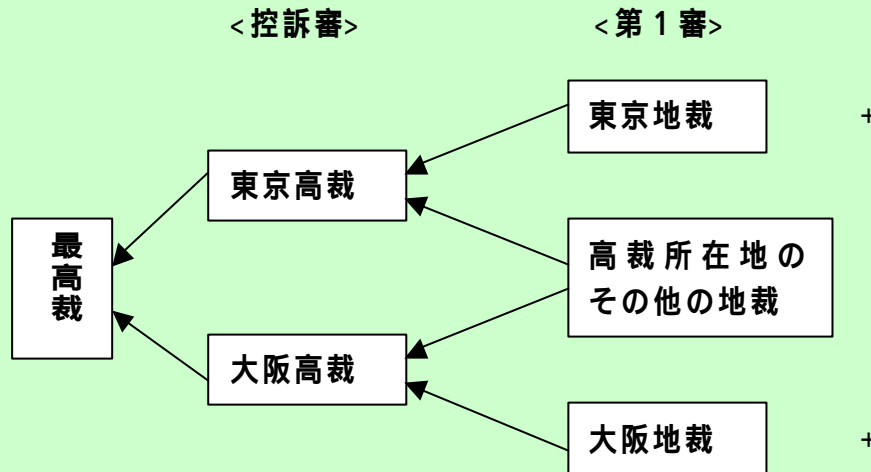 <控訴審>
<第1審>
東京地裁
+
東京高裁
最高裁
高裁所在地の
その他の地裁
大阪高裁
大阪地裁
+